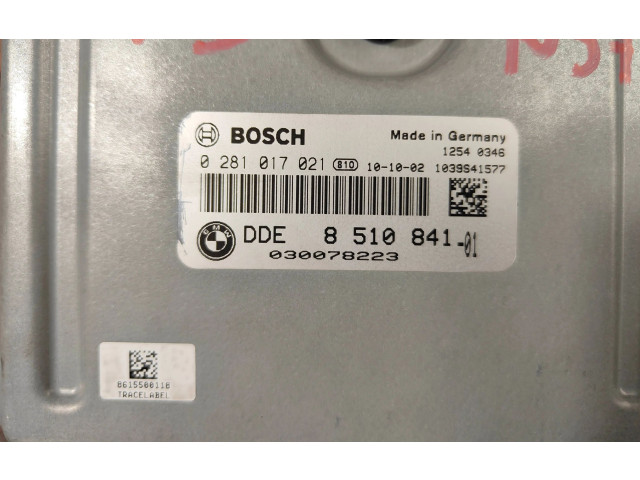 BOSCH
Made in Germany
1254 0346
0 281 017 021 810 10-10-02 1039S41577
BMW DDE 8 510 841-01
030078223
8615500118
TRACELABEL